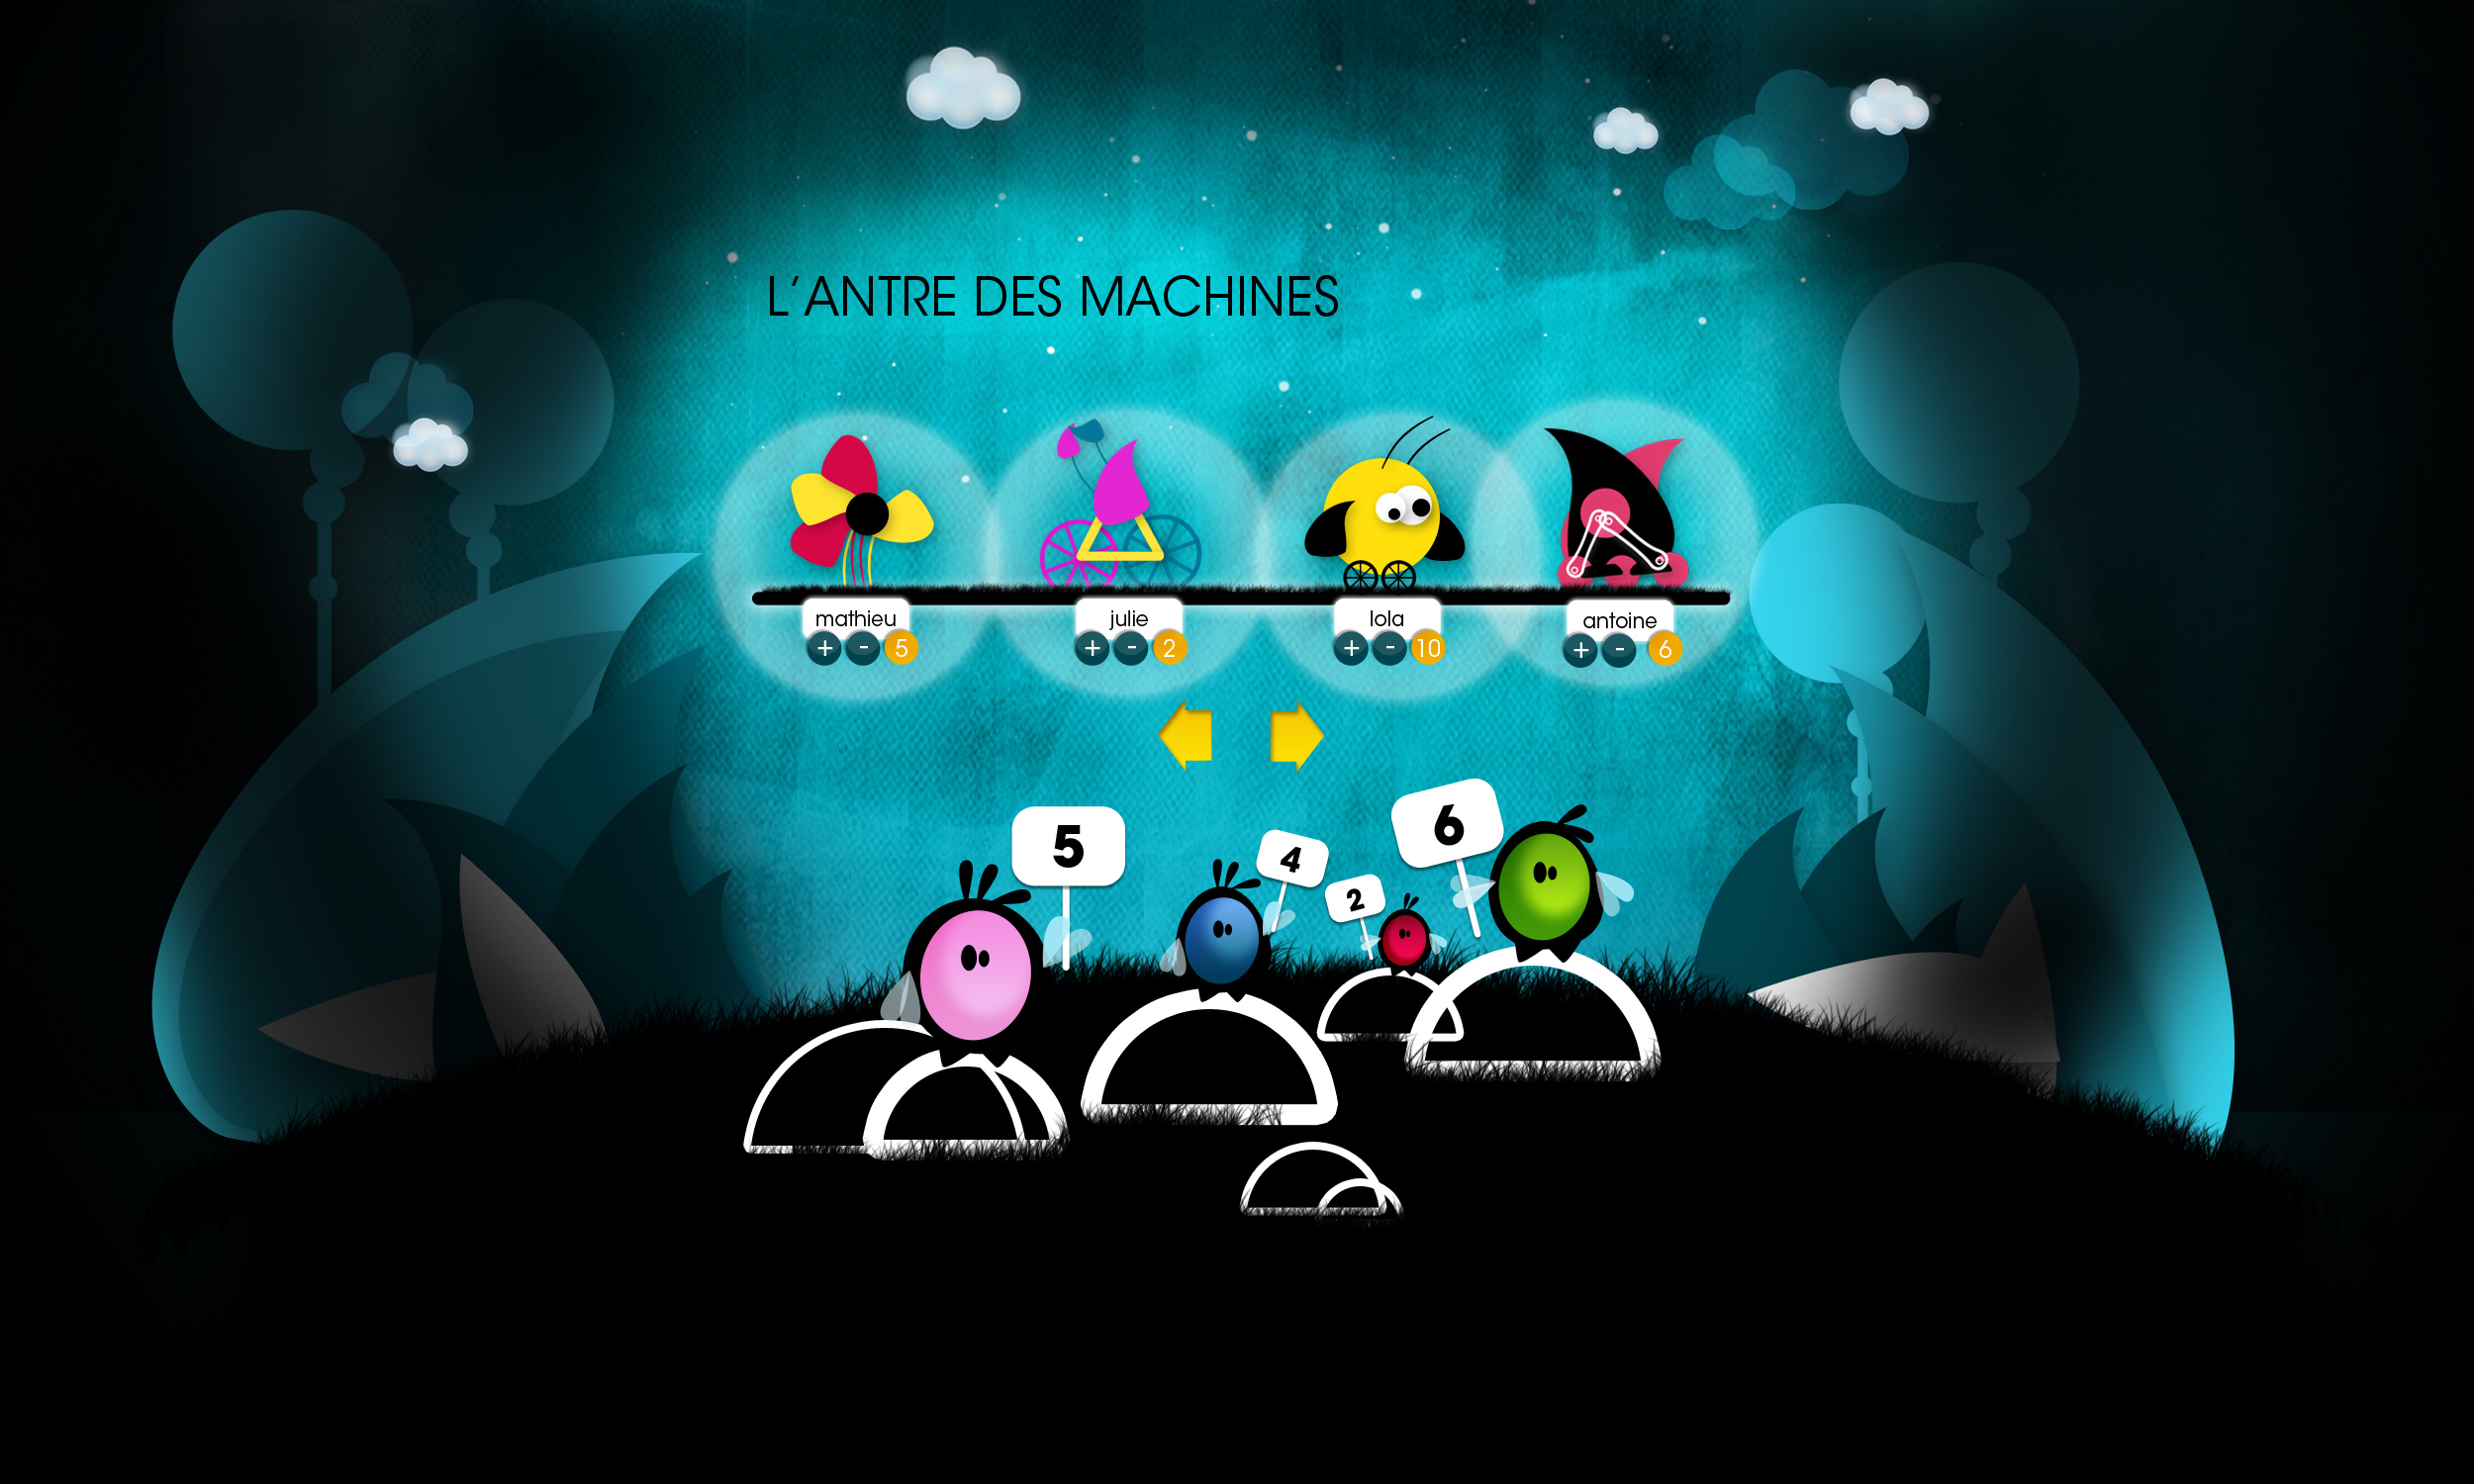 L'ANTRE DES MACHINES
mathieu julie lola antoine
+ - 5 + - 2 + - 10 + - 6
5 4 2 6